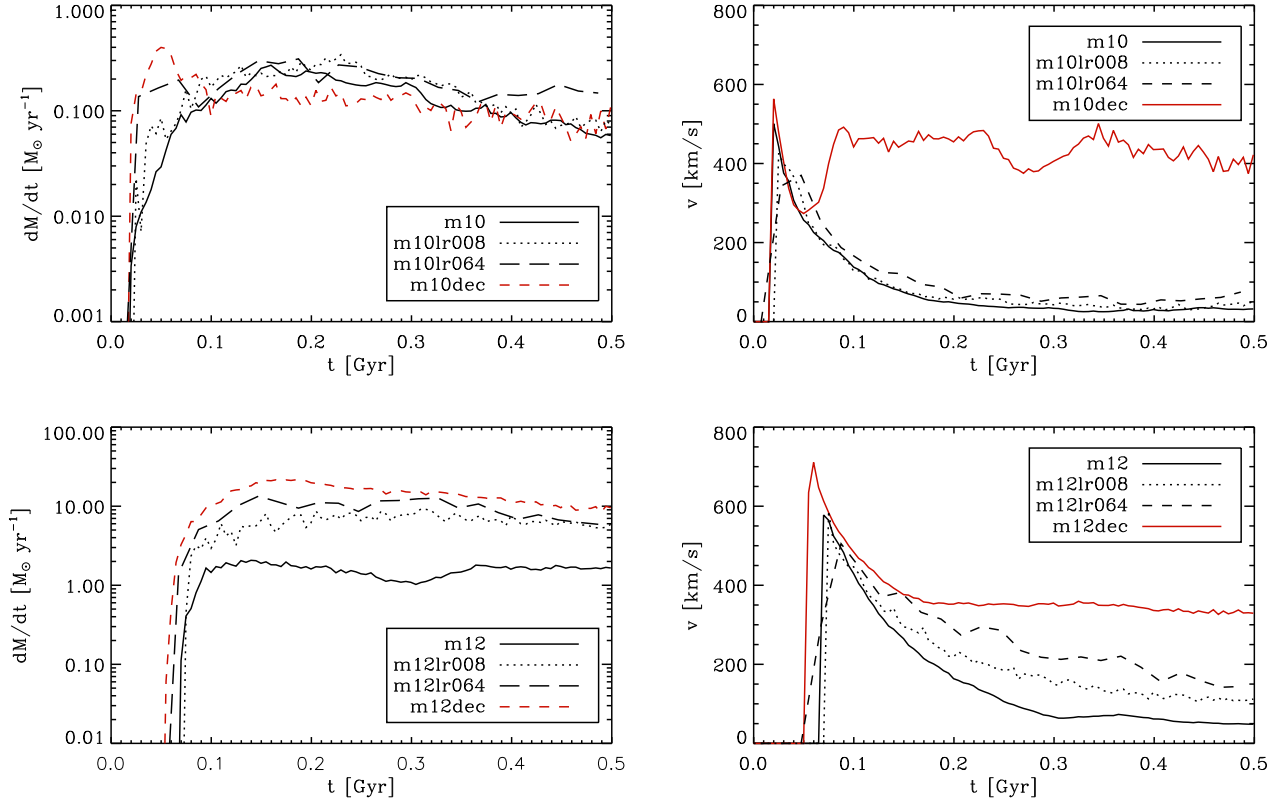 1.000
0.100
0.010
0.001
dM/dt [M☉ yr⁻¹]
m10
m10lr008
m10lr064
m10dec
0.0 0.1 0.2 0.3 0.4 0.5
t [Gyr]
800
600
400
200
0
v [km/s]
m10
m10lr008
m10lr064
m10dec
0.0 0.1 0.2 0.3 0.4 0.5
t [Gyr]
100.00
10.00
1.00
0.10
0.01
dM/dt [M☉ yr⁻¹]
m12
m12lr008
m12lr064
m12dec
0.0 0.1 0.2 0.3 0.4 0.5
t [Gyr]
800
600
400
200
0
v [km/s]
m12
m12lr008
m12lr064
m12dec
0.0 0.1 0.2 0.3 0.4 0.5
t [Gyr]